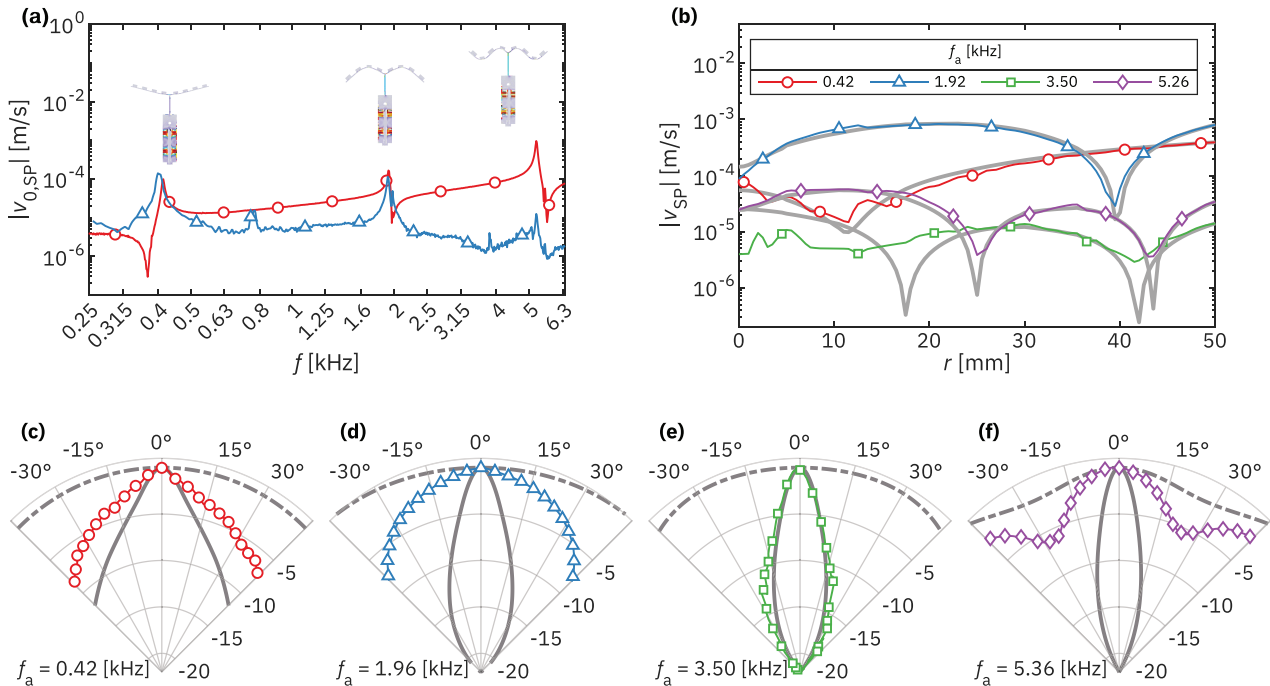 (a)
|v0,SP| [m/s]
10^0
10^-2
10^-4
10^-6
0.25
0.315
0.4
0.5
0.63
0.8
1
1.25
1.6
2
2.5
3.15
4
5
6.3
f [kHz]
(b)
|vSP| [m/s]
10^-2
10^-3
10^-4
10^-5
10^-6
fa [kHz]
0.42 1.92 3.50 5.26
0 10 20 30 40 50
r [mm]
(c)
-30° -15° 0° 15° 30°
-5
-10
-15
-20
fa = 0.42 [kHz]
(d)
-30° -15° 0° 15° 30°
-5
-10
-15
-20
fa = 1.96 [kHz]
(e)
-30° -15° 0° 15° 30°
-5
-10
-15
-20
fa = 3.50 [kHz]
(f)
-30° -15° 0° 15° 30°
-5
-10
-15
-20
fa = 5.36 [kHz]